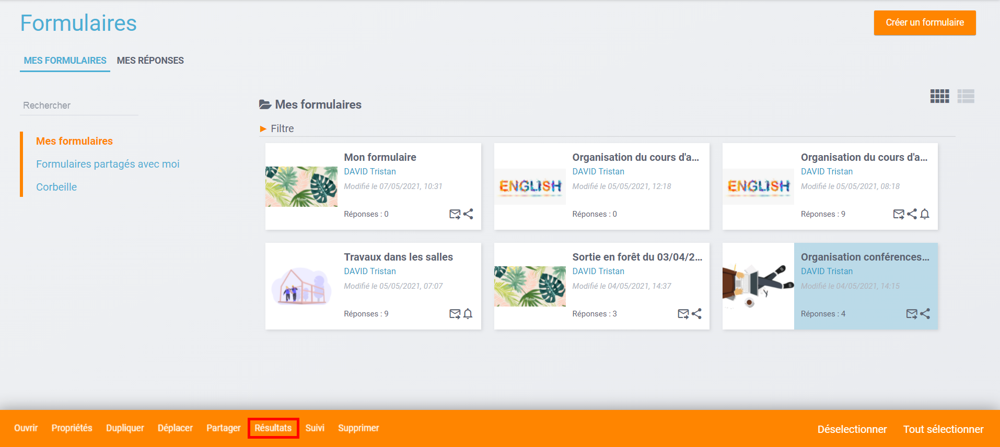 Formulaires
Créer un formulaire
MES FORMULAIRES
MES RÉPONSES
Rechercher
Mes formulaires
Formulaires partagés avec moi
Corbeille
Mes formulaires
Filtre
Mon formulaire
DAVID Tristan
Modifié le 07/05/2021, 10:31
Réponses : 0
ENGLISH
Organisation du cours d'a...
DAVID Tristan
Modifié le 05/05/2021, 12:18
Réponses : 0
ENGLISH
Organisation du cours d'a...
DAVID Tristan
Modifié le 05/05/2021, 08:18
Réponses : 9
Travaux dans les salles
DAVID Tristan
Modifié le 05/05/2021, 07:07
Réponses : 9
Sortie en forêt du 03/04/2...
DAVID Tristan
Modifié le 04/05/2021, 14:37
Réponses : 3
Organisation conférences...
DAVID Tristan
Modifié le 04/05/2021, 14:15
Réponses : 4
Ouvrir
Propriétés
Dupliquer
Déplacer
Partager
Résultats
Suivi
Supprimer
Déselectionner
Tout sélectionner